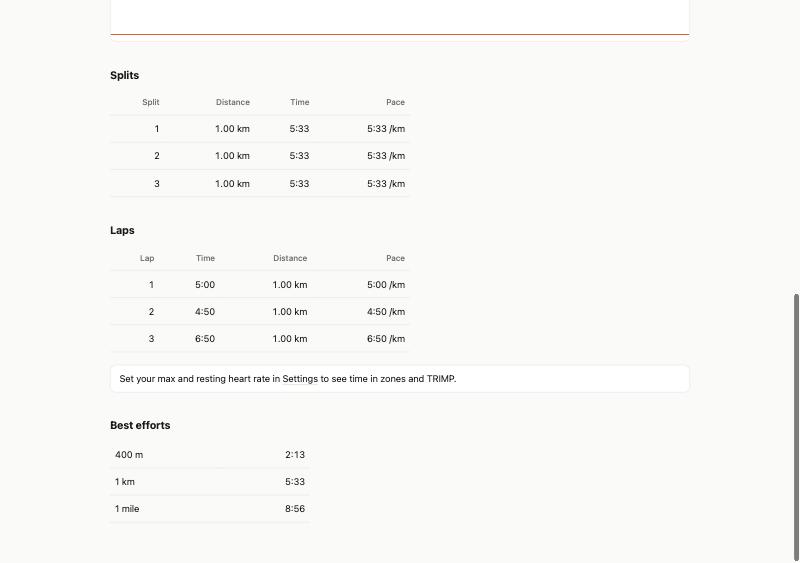 Splits
Split Distance Time Pace
1 1.00 km 5:33 5:33 /km
2 1.00 km 5:33 5:33 /km
3 1.00 km 5:33 5:33 /km
Laps
Lap Time Distance Pace
1 5:00 1.00 km 5:00 /km
2 4:50 1.00 km 4:50 /km
3 6:50 1.00 km 6:50 /km
Set your max and resting heart rate in Settings to see time in zones and TRIMP.
Best efforts
400 m 2:13
1 km 5:33
1 mile 8:56